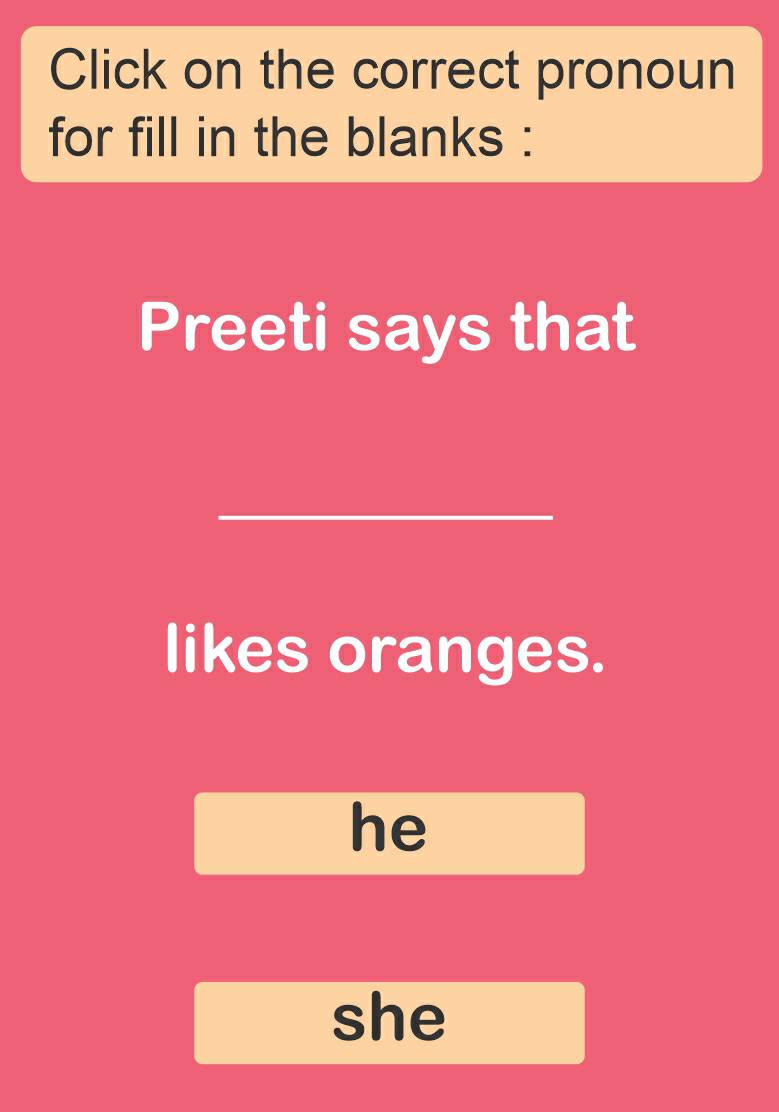 Click on the correct pronoun
for fill in the blanks :
Preeti says that
__________
likes oranges.
he
she